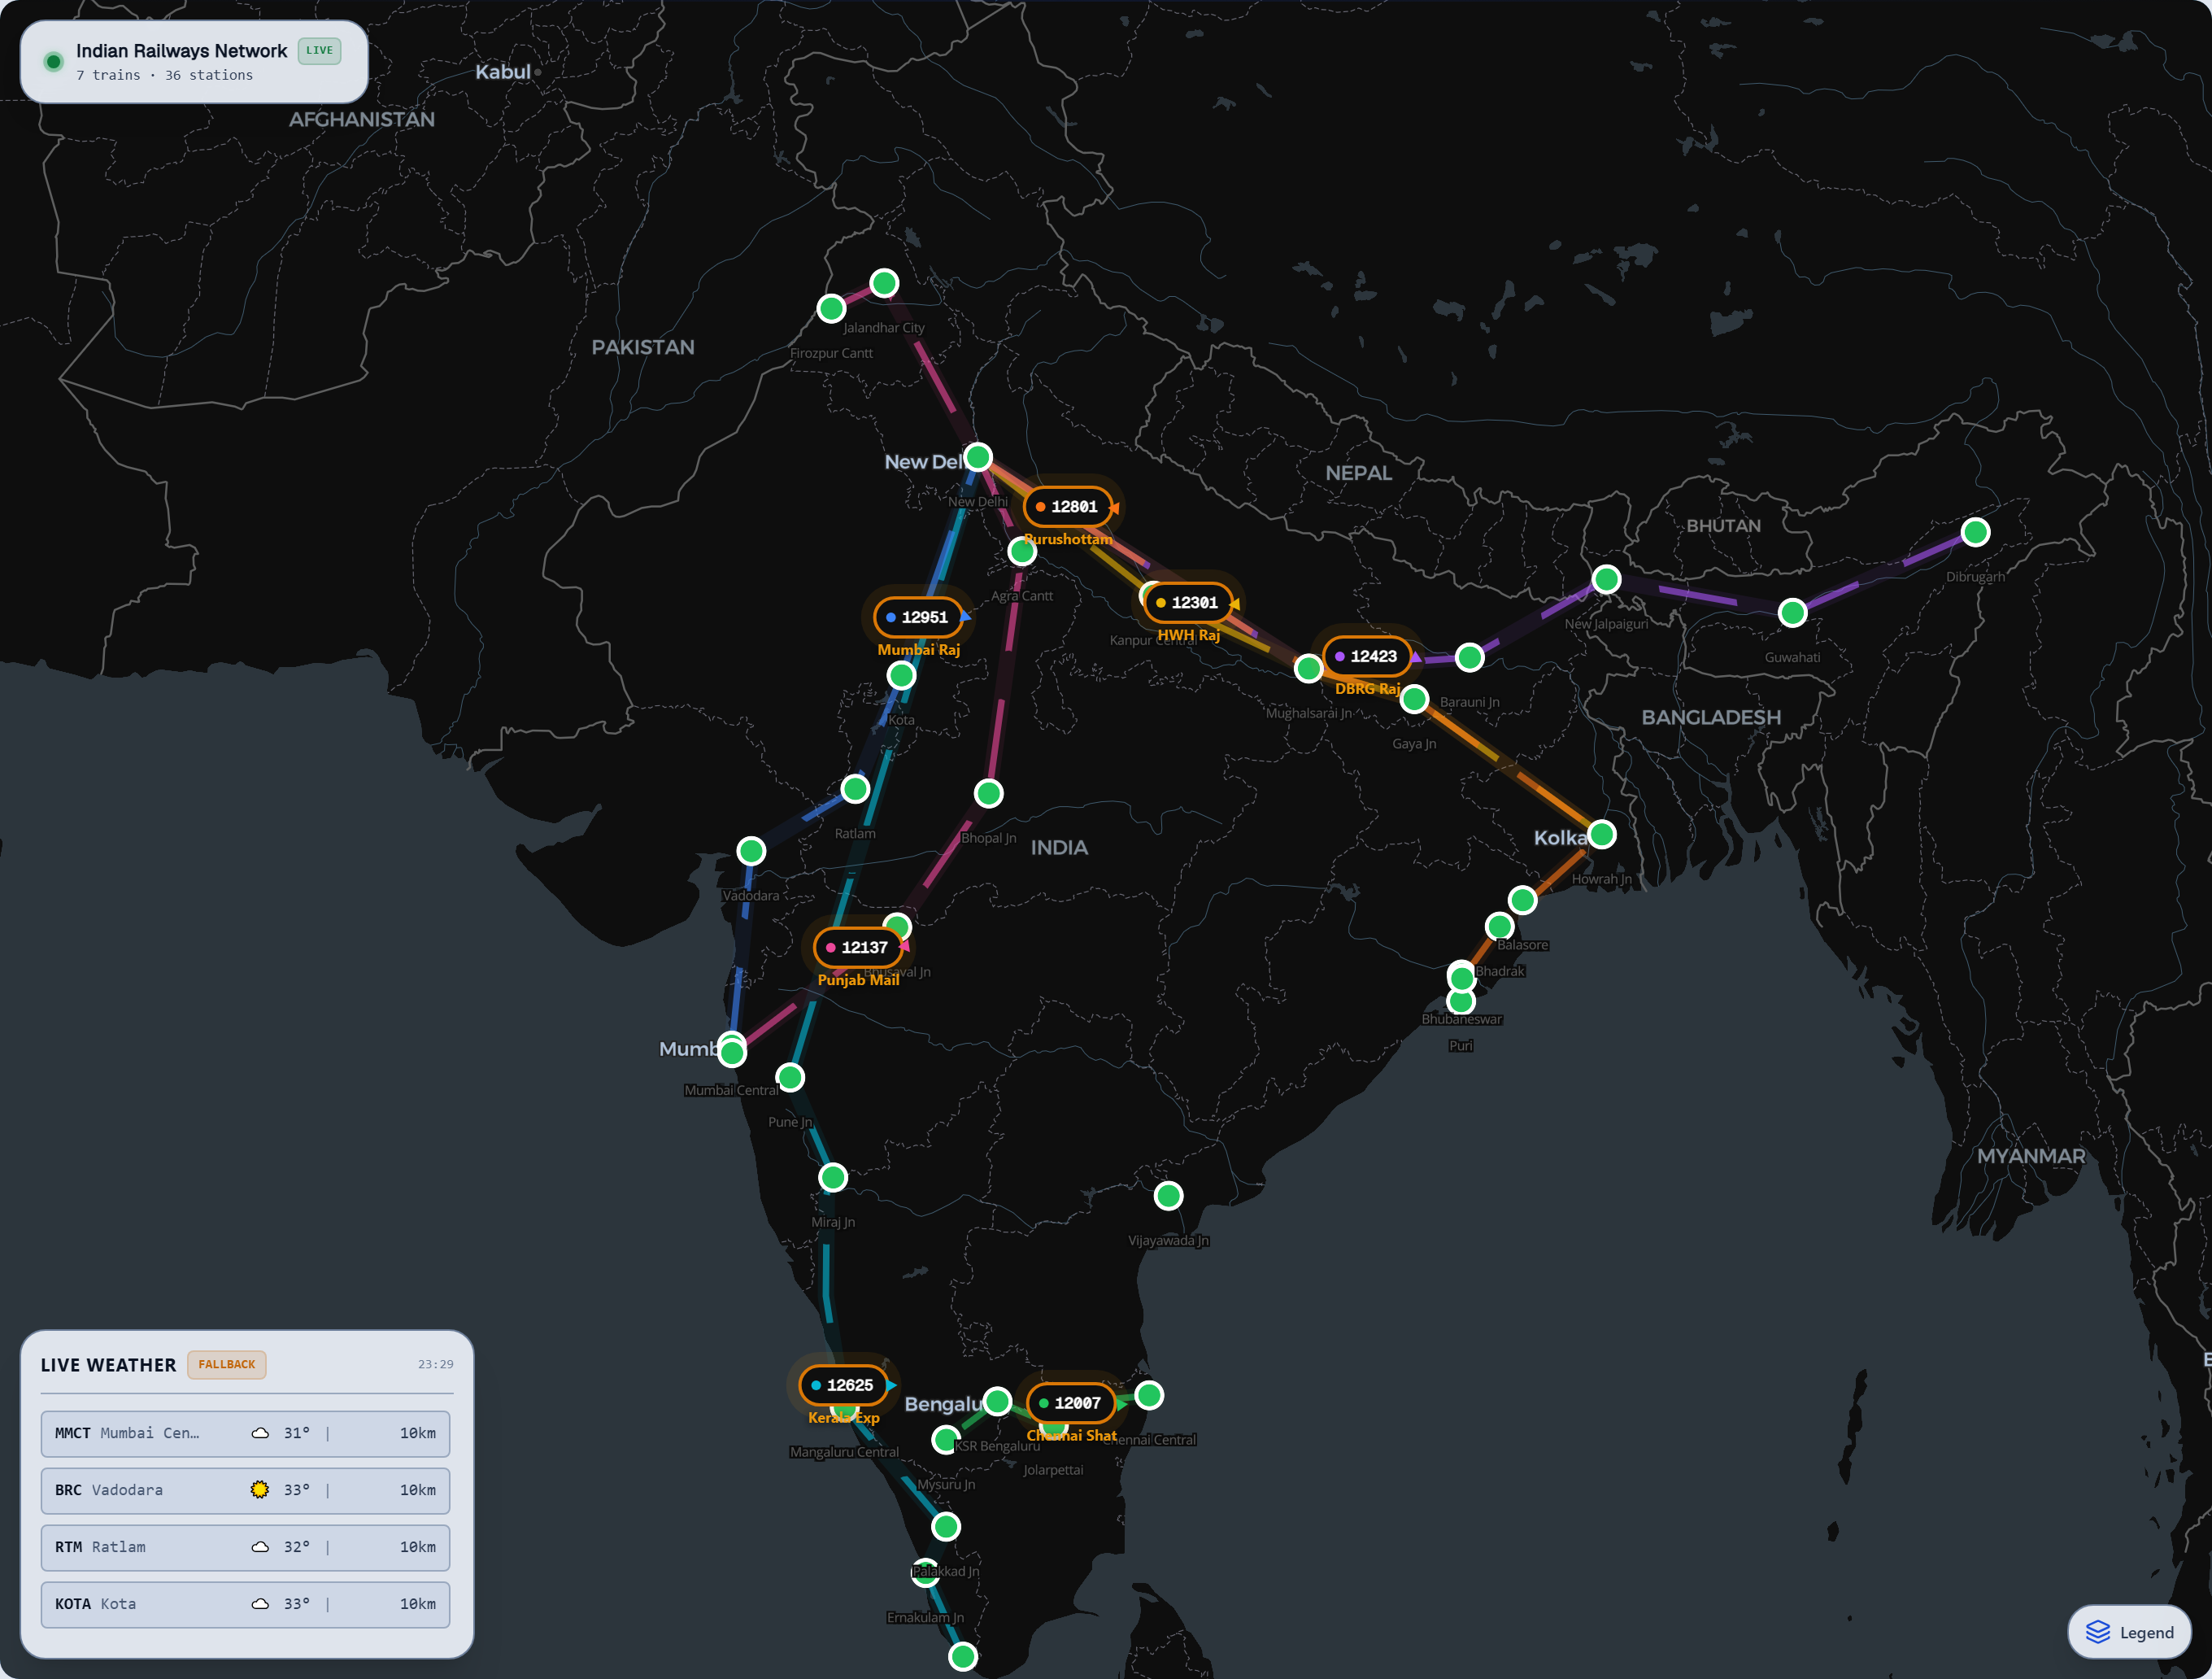 Indian Railways Network LIVE
7 trains · 36 stations
Kabul
AFGHANISTAN
Jalandhar City
PAKISTAN
Firozpur Cantt
New Del
NEPAL
New Delhi
12801
BHUTAN
Purushottam
Dibrugarh
Agra Cantt
12301
12951
New Jalpaiguri
HWH Raj
Kanpur Central
Mumbai Raj
12423
Guwahati
DBRG Raj
Barauni Jn
Mughalsarai Jn
BANGLADESH
Kota
Gaya Jn
Ratlam
Bhopal Jn
Kolka
INDIA
Howrah Jn
Vadodara
12137
Balasore
Bhusaval Jn
Bhadrak
Punjab Mail
Bhubaneswar
Mumb
Puri
Mumbai Central
Pune Jn
MYANMAR
Miraj Jn
Vijayawada Jn
LIVE WEATHER FALLBACK 23:29
12625
Bengalu
12007
Kerala Exp
MMCT Mumbai Cen… 31° | 10km
Chennai Shat
Chennai Central
KSR Bengaluru
Mangaluru Central
Jolarpettai
Mysuru Jn
BRC Vadodara 33° | 10km
RTM Ratlam 32° | 10km
Palakkad Jn
KOTA Kota 33° | 10km
Ernakulam Jn
Legend